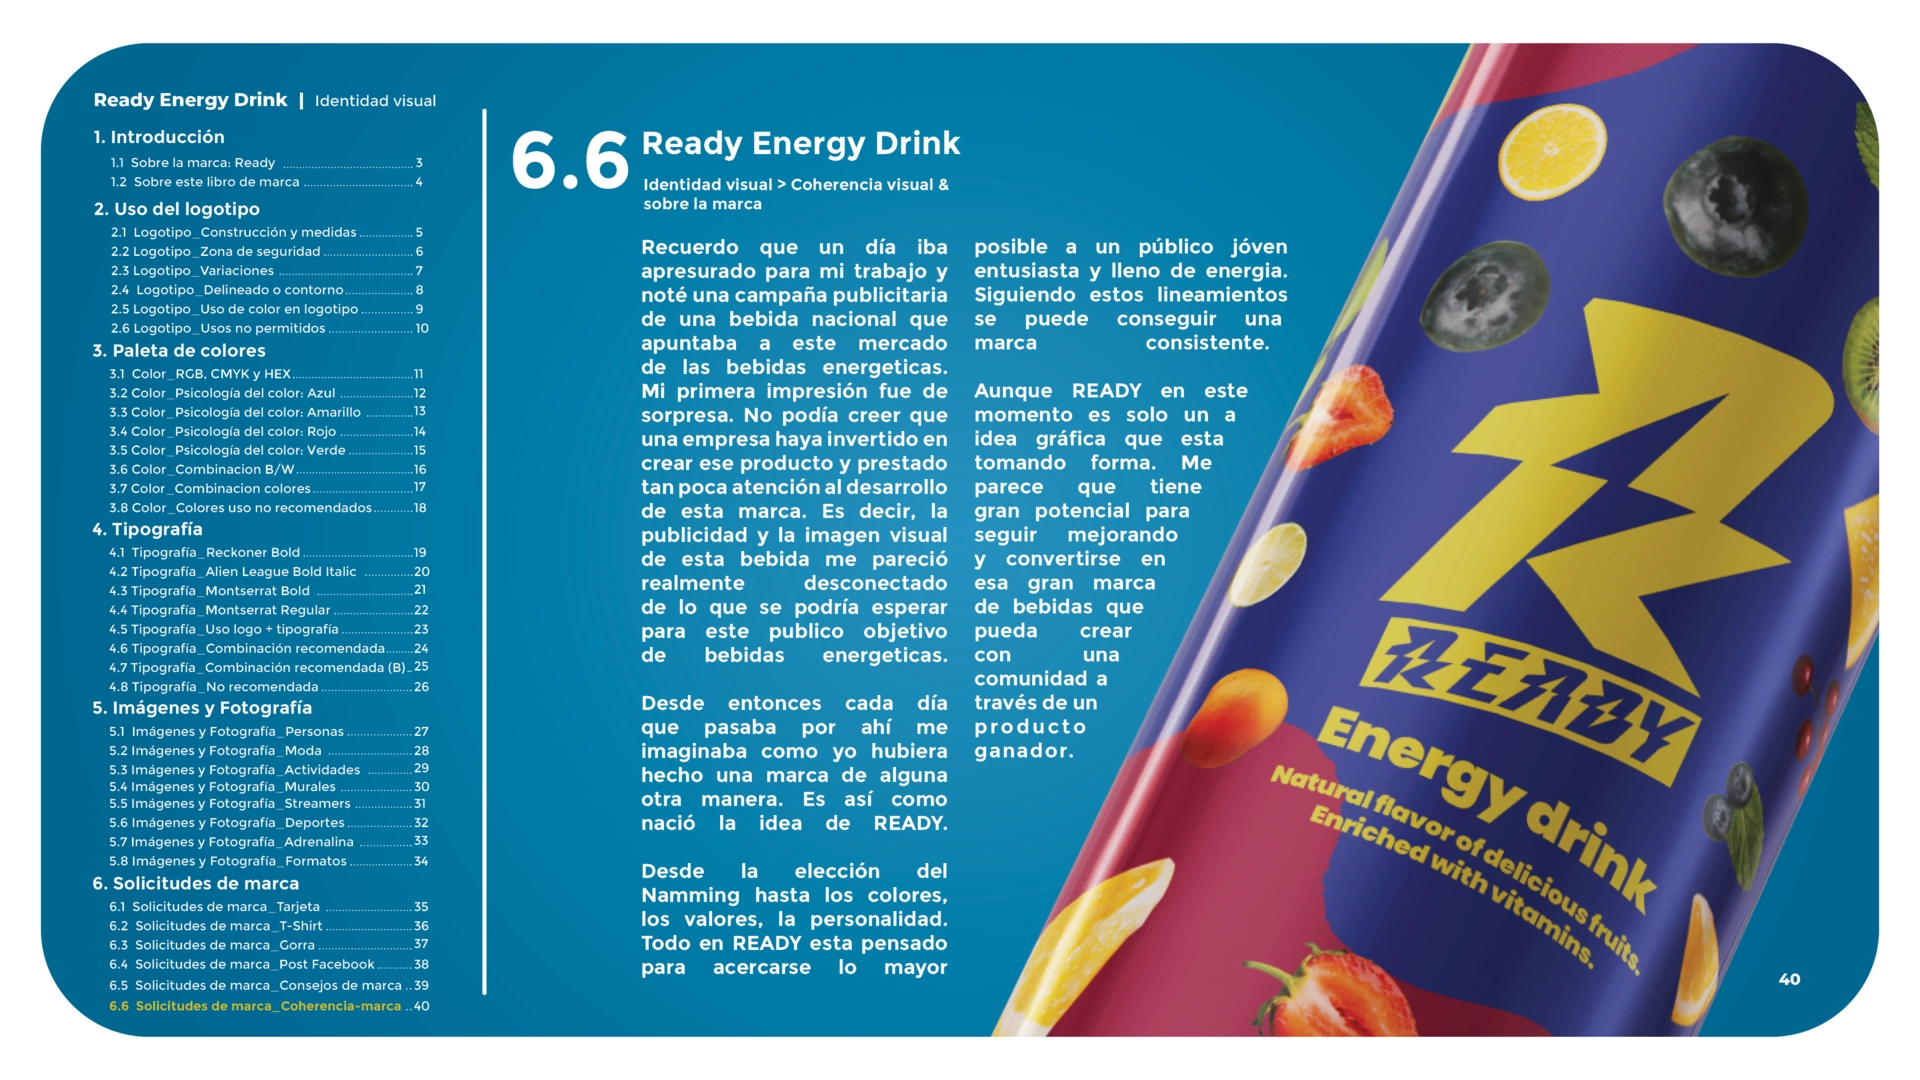 Ready Energy Drink | Identidad visual
1. Introducción
1.1 Sobre la marca: Ready ........ 3
1.2 Sobre este libro de marca ........ 4
2. Uso del logotipo
2.1 Logotipo_Construcción y medidas ........ 5
2.2 Logotipo_Zona de seguridad ........ 6
2.3 Logotipo_Variaciones ........ 7
2.4 Logotipo_Delineado o contorno ........ 8
2.5 Logotipo_Uso de color en logotipo ........ 9
2.6 Logotipo_Usos no permitidos ........ 10
3. Paleta de colores
3.1 Color_RGB, CMYK y HEX ........ 11
3.2 Color_Psicología del color: Azul ........ 12
3.3 Color_Psicología del color: Amarillo ........ 13
3.4 Color_Psicología del color: Rojo ........ 14
3.5 Color_Psicología del color: Verde ........ 15
3.6 Color_Combinacion B/W ........ 16
3.7 Color_Combinacion colores ........ 17
3.8 Color_Colores uso no recomendados ........ 18
4. Tipografía
4.1 Tipografía_Reckoner Bold ........ 19
4.2 Tipografía_Alien League Bold Italic ........ 20
4.3 Tipografía_Montserrat Bold ........ 21
4.4 Tipografía_Montserrat Regular ........ 22
4.5 Tipografía_Uso logo + tipografía ........ 23
4.6 Tipografía_Combinación recomendada ........ 24
4.7 Tipografía_Combinación recomendada (B) .. 25
4.8 Tipografía_No recomendada ........ 26
5. Imágenes y Fotografía
5.1 Imágenes y Fotografía_Personas ........ 27
5.2 Imágenes y Fotografía_Moda ........ 28
5.3 Imágenes y Fotografía_Actividades ........ 29
5.4 Imágenes y Fotografía_Murales ........ 30
5.5 Imágenes y Fotografía_Streamers ........ 31
5.6 Imágenes y Fotografía_Deportes ........ 32
5.7 Imágenes y Fotografía_Adrenalina ........ 33
5.8 Imágenes y Fotografía_Formatos ........ 34
6. Solicitudes de marca
6.1 Solicitudes de marca_Tarjeta ........ 35
6.2 Solicitudes de marca_T-Shirt ........ 36
6.3 Solicitudes de marca_Gorra ........ 37
6.4 Solicitudes de marca_Post Facebook ........ 38
6.5 Solicitudes de marca_Consejos de marca .. 39
6.6 Solicitudes de marca_Coherencia-marca .. 40
6.6 Ready Energy Drink
Identidad visual > Coherencia visual &
sobre la marca
Recuerdo que un día iba
apresurado para mi trabajo y
noté una campaña publicitaria
de una bebida nacional que
apuntaba a este mercado
de las bebidas energeticas.
Mi primera impresión fue de
sorpresa. No podía creer que
una empresa haya invertido en
crear ese producto y prestado
tan poca atención al desarrollo
de esta marca. Es decir, la
publicidad y la imagen visual
de esta bebida me pareció
realmente desconectado
de lo que se podría esperar
para este publico objetivo
de bebidas energeticas.
Desde entonces cada día
que pasaba por ahí me
imaginaba como yo hubiera
hecho una marca de alguna
otra manera. Es así como
nació la idea de READY.
Desde la elección del
Namming hasta los colores,
los valores, la personalidad.
Todo en READY esta pensado
para acercarse lo mayor
posible a un público jóven
entusiasta y lleno de energia.
Siguiendo estos lineamientos
se puede conseguir una
marca consistente.
Aunque READY en este
momento es solo un a
idea gráfica que esta
tomando forma. Me
parece que tiene
gran potencial para
seguir mejorando
y convertirse en
esa gran marca
de bebidas que
pueda crear
con una
comunidad a
través de un
producto
ganador.
R
READY
Energy drink
Natural flavor of delicious fruits.
Enriched with vitamins.
40